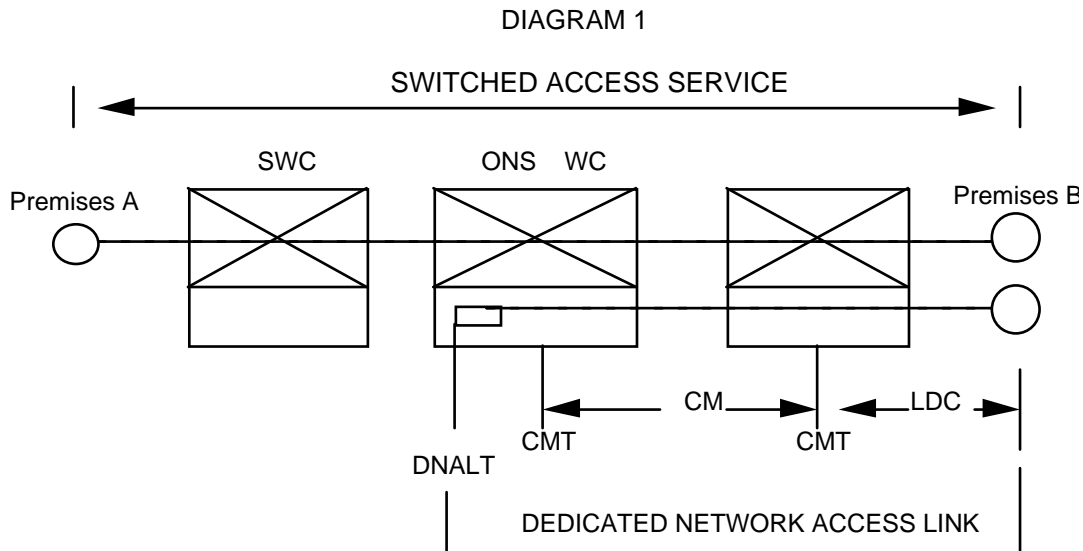 DIAGRAM 1
SWITCHED ACCESS SERVICE
SWC
ONS WC
Premises A
Premises B
CM
LDC
CMT
CMT
DNALT
DEDICATED NETWORK ACCESS LINK